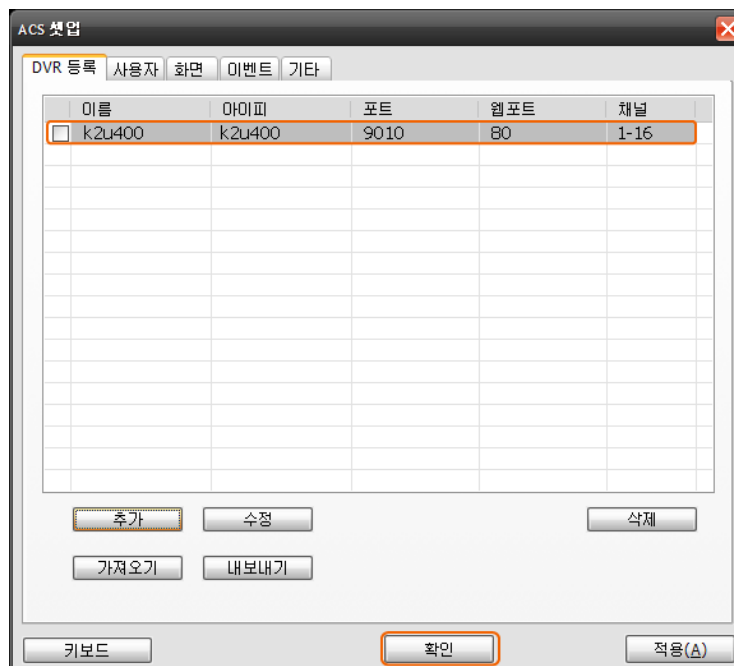 ACS 셋업
DVR 등록 사용자 화면 이벤트 기타
이름 아이피 포트 웹포트 채널
k2u400 k2u400 9010 80 1-16
추가 수정 삭제
가져오기 내보내기
키보드 확인 적용(A)